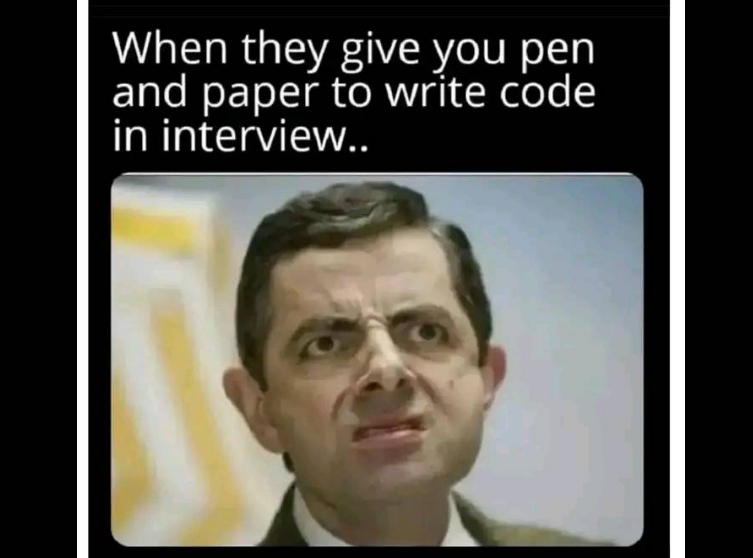 When they give you pen
and paper to write code
in interview..